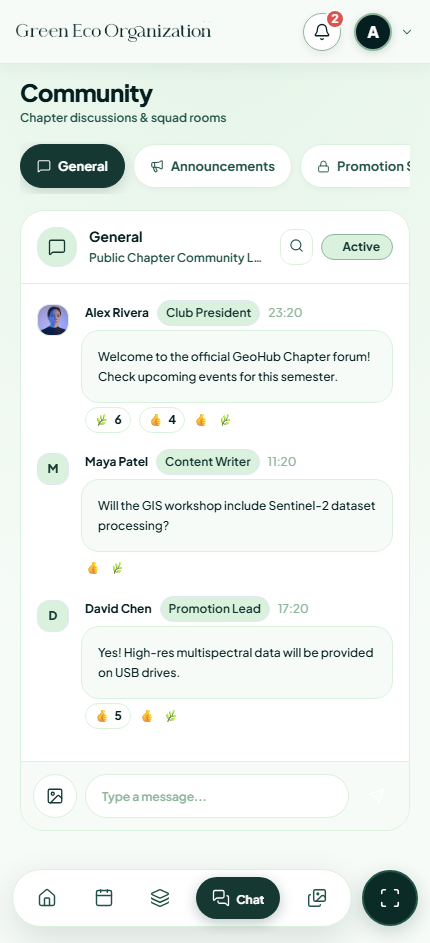 Green Eco Organization
2
A
Community
Chapter discussions & squad rooms
General
Announcements
Promotion S
General
Public Chapter Community L...
Active
Alex Rivera
Club President
23:20
Welcome to the official GeoHub Chapter forum!
Check upcoming events for this semester.
6
4
Maya Patel
Content Writer
11:20
M
Will the GIS workshop include Sentinel-2 dataset
processing?
David Chen
Promotion Lead
17:20
D
Yes! High-res multispectral data will be provided
on USB drives.
5
Type a message...
Chat